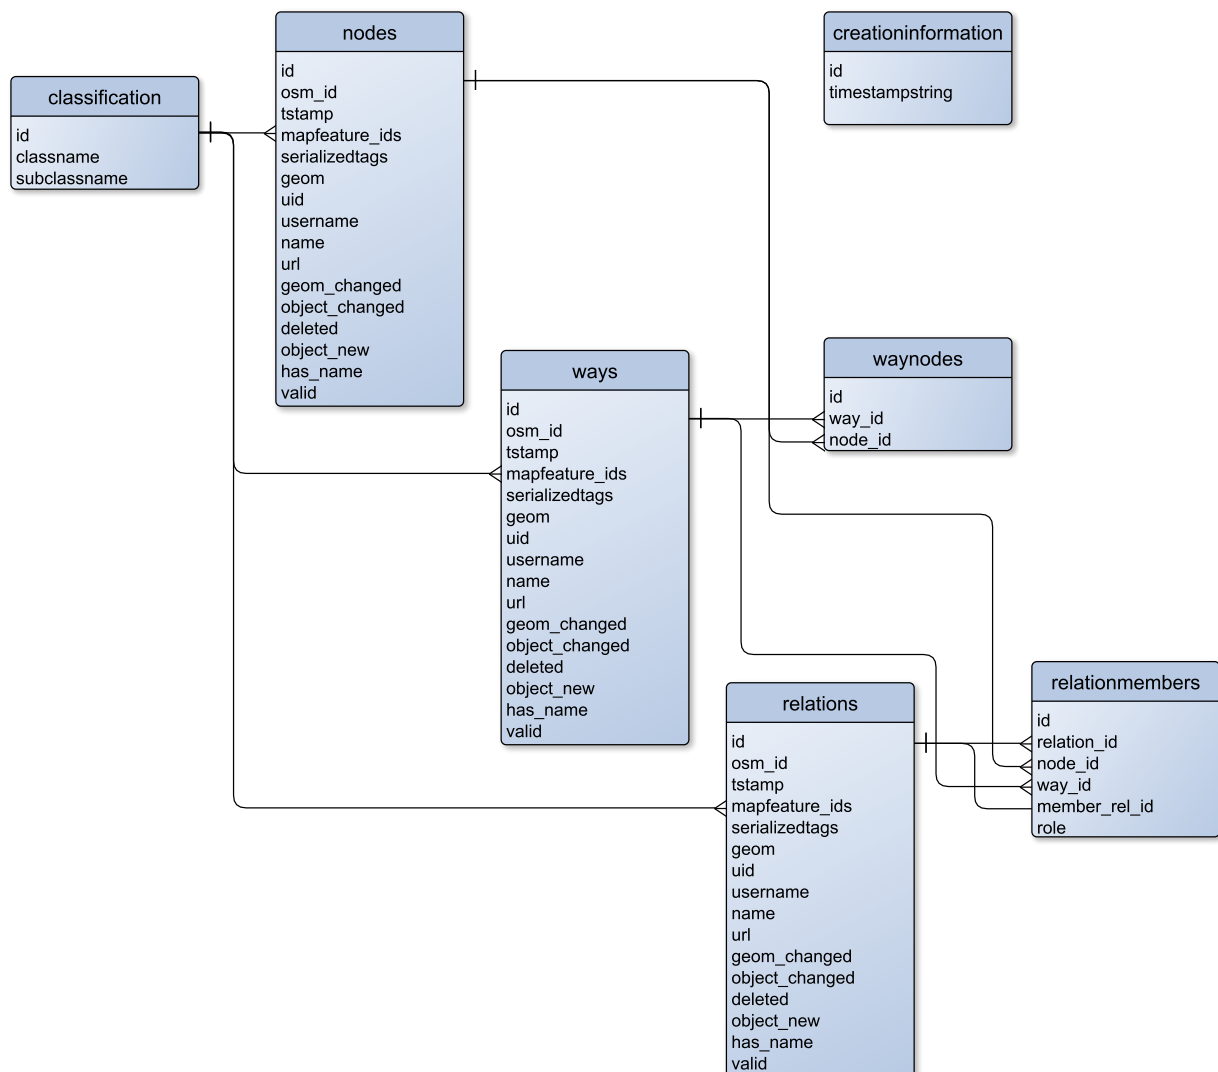 nodes
id
osm_id
tstamp
mapfeature_ids
serializedtags
geom
uid
username
name
url
geom_changed
object_changed
deleted
object_new
has_name
valid
creationinformation
id
timestampstring
classification
id
classname
subclassname
ways
id
osm_id
tstamp
mapfeature_ids
serializedtags
geom
uid
username
name
url
geom_changed
object_changed
deleted
object_new
has_name
valid
waynodes
id
way_id
node_id
relations
id
osm_id
tstamp
mapfeature_ids
serializedtags
geom
uid
username
name
url
geom_changed
object_changed
deleted
object_new
has_name
valid
relationmembers
id
relation_id
node_id
way_id
member_rel_id
role